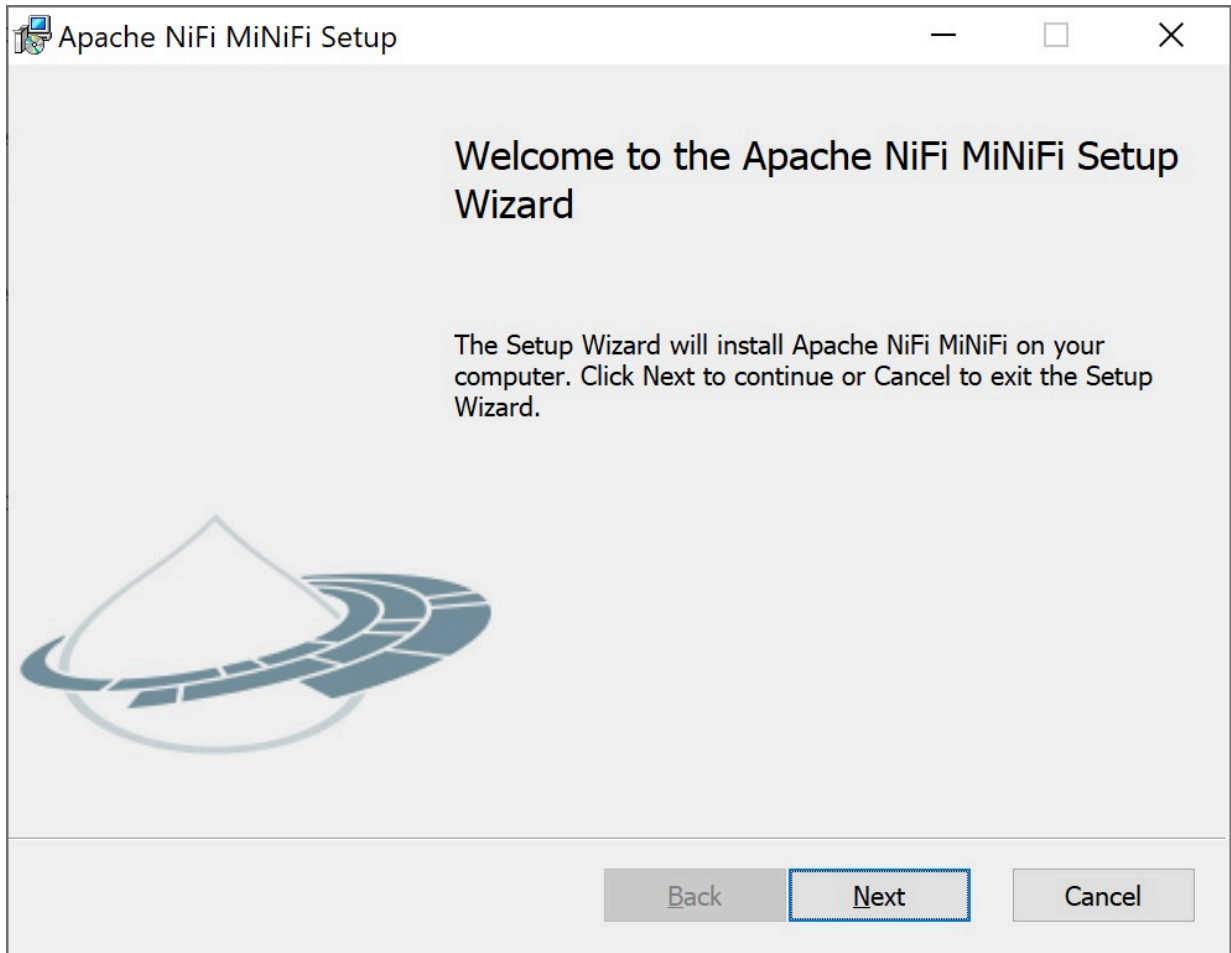 Apache NiFi MiNiFi Setup
Welcome to the Apache NiFi MiNiFi Setup
Wizard
The Setup Wizard will install Apache NiFi MiNiFi on your
computer. Click Next to continue or Cancel to exit the Setup
Wizard.
Back Next Cancel